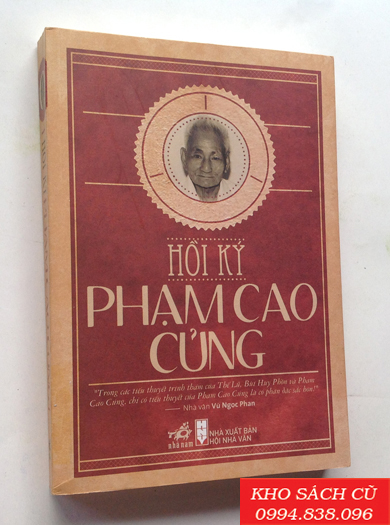 HỒI KÝ
PHẠM CAO
CỦNG
"Trong các tiểu thuyết trinh thám của Thế Lữ, Bùi Huy Phồn và Phạm
Cao Củng, chỉ có tiểu thuyết của Phạm Cao Củng là có phần đặc sắc hơn!"
Nhà văn Vũ Ngọc Phan
nhã nam
HNV
NHÀ XUẤT BẢN
HỘI NHÀ VĂN
KHO SÁCH CŨ
0994.838.096